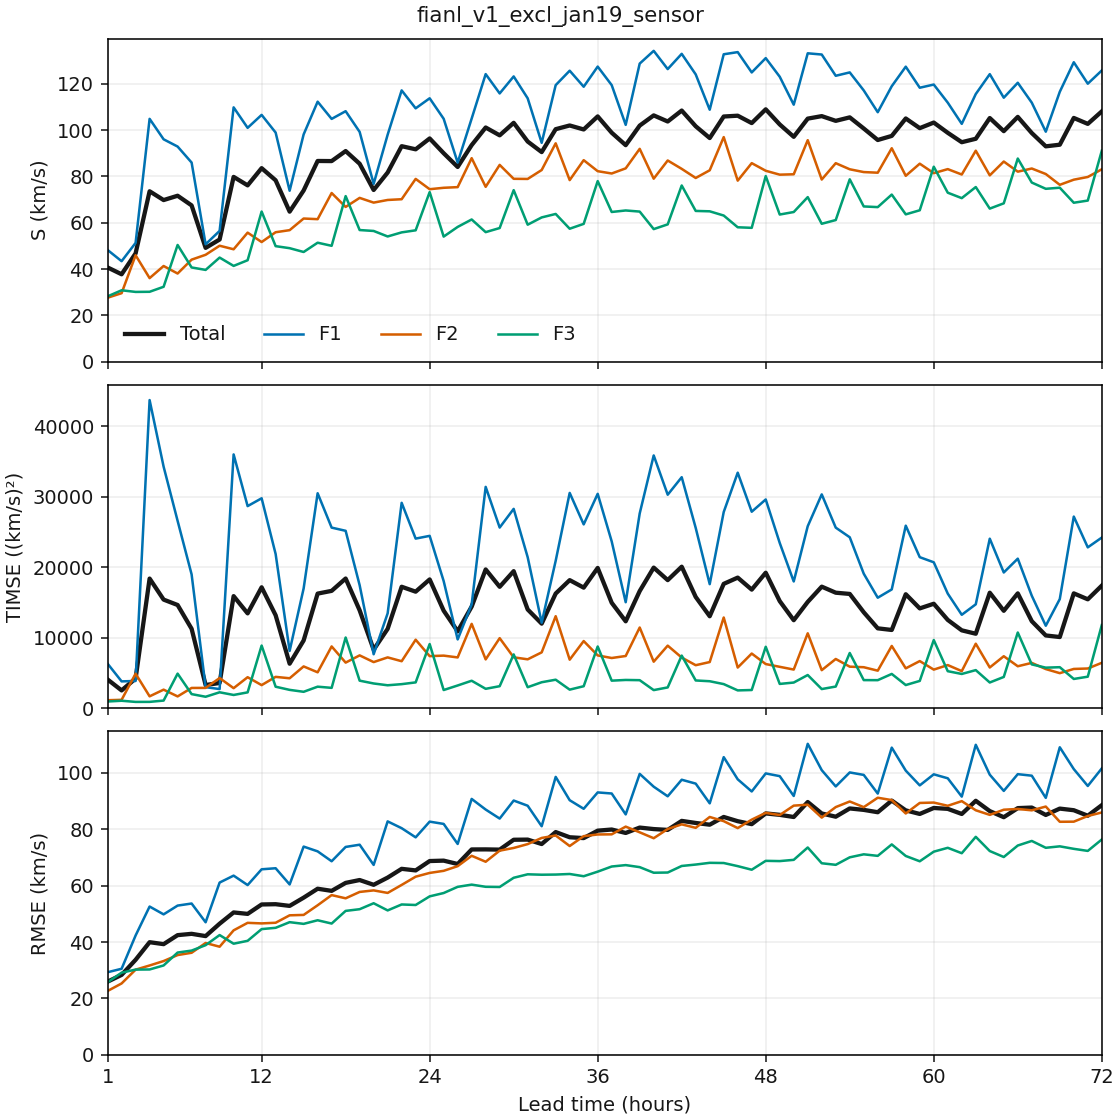 fianl_v1_excl_jan19_sensor
S (km/s)
120
100
80
60
40
20
0
Total
F1
F2
F3
TIMSE ((km/s)²)
40000
30000
20000
10000
0
RMSE (km/s)
100
80
60
40
20
0
1
12
24
36
48
60
72
Lead time (hours)